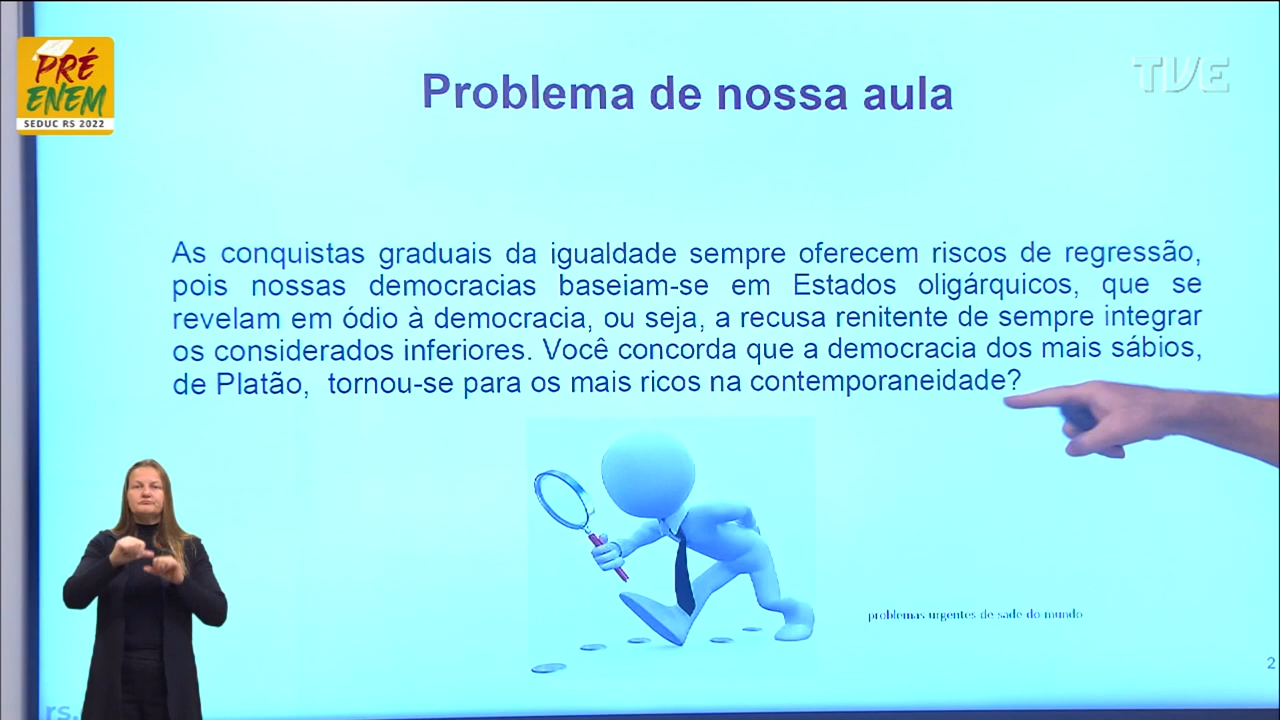 PRÉ
ENEM
SEDUC RS 2022
TVE
Problema de nossa aula
As conquistas graduais da igualdade sempre oferecem riscos de regressão,
pois nossas democracias baseiam-se em Estados oligárquicos, que se
revelam em ódio à democracia, ou seja, a recusa renitente de sempre integrar
os considerados inferiores. Você concorda que a democracia dos mais sábios,
de Platão, tornou-se para os mais ricos na contemporaneidade?
problemas urgentes de sade do mundo
2
rs.